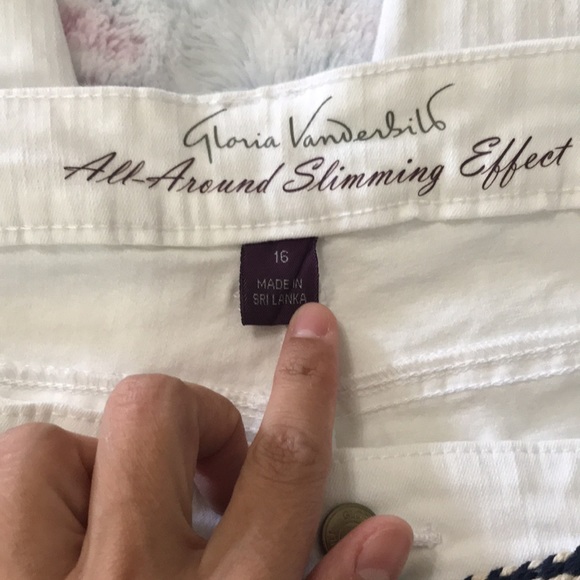 Gloria Vanderbilt
All-Around Slimming Effect
16
MADE IN
SRI LANKA